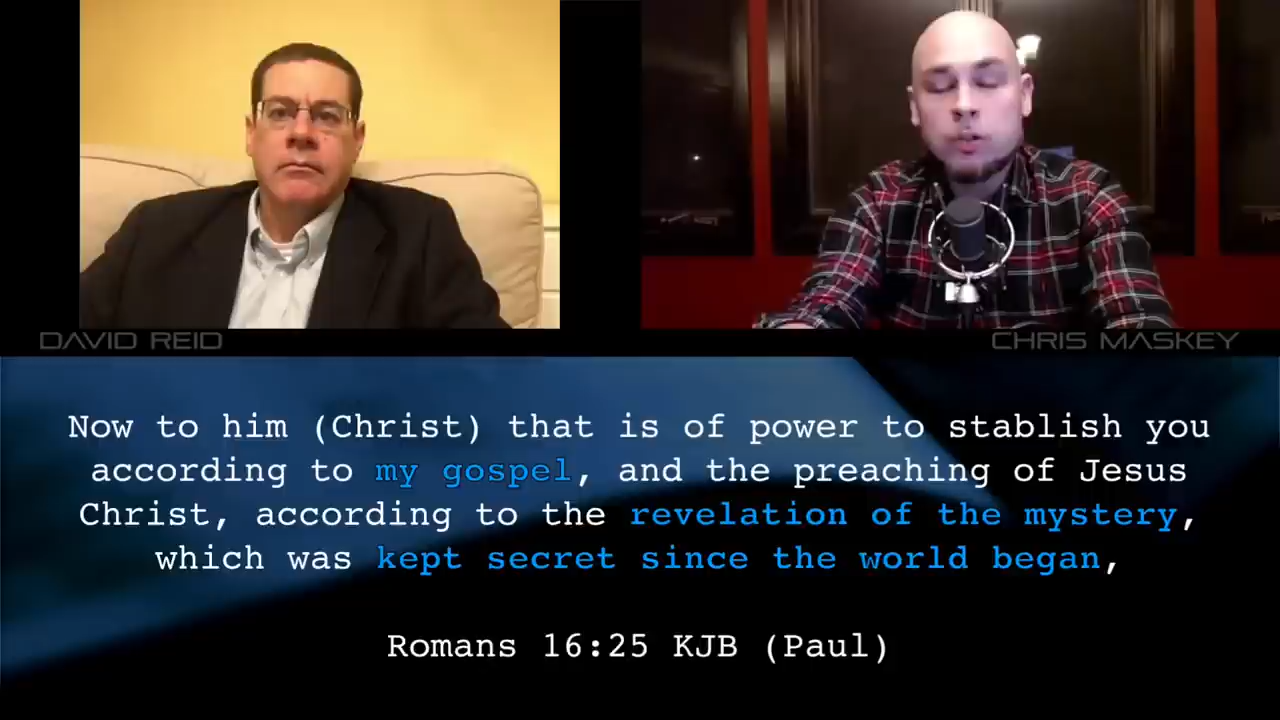 DAVID REID
CHRIS MASKEY
Now to him (Christ) that is of power to stablish you
according to my gospel, and the preaching of Jesus
Christ, according to the revelation of the mystery,
which was kept secret since the world began,
Romans 16:25 KJB (Paul)